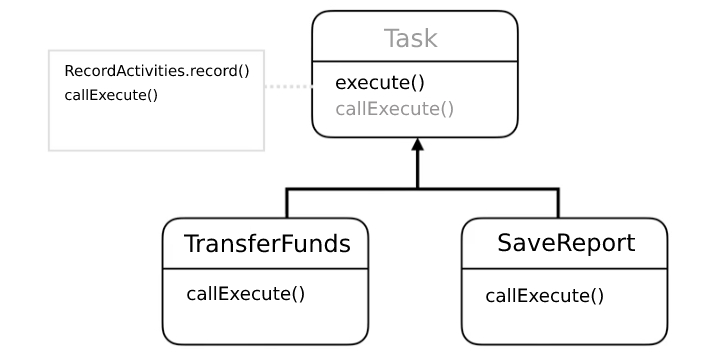 Task
execute()
callExecute()
RecordActivities.record()
callExecute()
TransferFunds
callExecute()
SaveReport
callExecute()